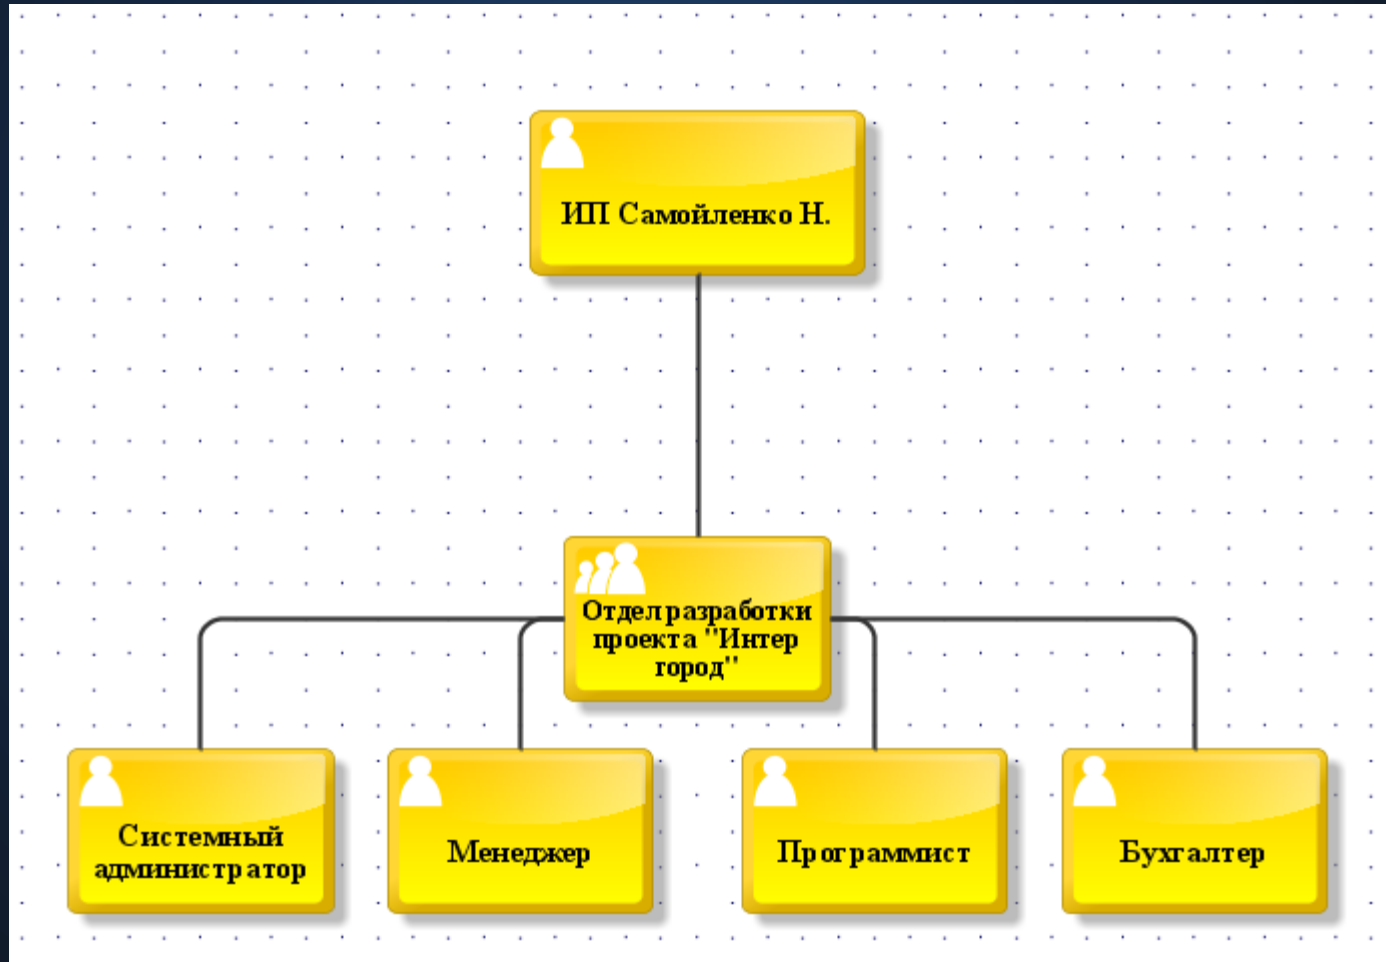 ИП Самойленко Н.
Отдел разработки
проекта "Интер
город"
Системный
администратор
Менеджер
Программист
Бухгалтер